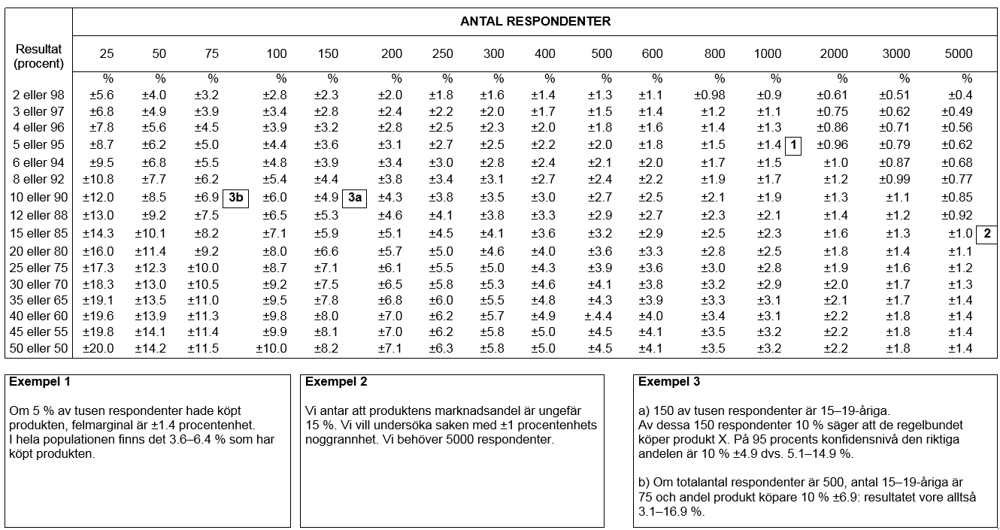 ANTAL RESPONDENTER
Resultat
(procent) 25 50 75 100 150 200 250 300 400 500 600 800 1000 2000 3000 5000
% % % % % % % % % % % % % % % %
2 eller 98 ±5.6 ±4.0 ±3.2 ±2.8 ±2.3 ±2.0 ±1.8 ±1.6 ±1.4 ±1.3 ±1.1 ±0.98 ±0.9 ±0.61 ±0.51 ±0.4
3 eller 97 ±6.8 ±4.9 ±3.9 ±3.4 ±2.8 ±2.4 ±2.2 ±2.0 ±1.7 ±1.5 ±1.4 ±1.2 ±1.1 ±0.75 ±0.62 ±0.49
4 eller 96 ±7.8 ±5.6 ±4.5 ±3.9 ±3.2 ±2.8 ±2.5 ±2.3 ±2.0 ±1.8 ±1.6 ±1.4 ±1.3 ±0.86 ±0.71 ±0.56
5 eller 95 ±8.7 ±6.2 ±5.0 ±4.4 ±3.6 ±3.1 ±2.7 ±2.5 ±2.2 ±2.0 ±1.8 ±1.5 ±1.4 1 ±0.96 ±0.79 ±0.62
6 eller 94 ±9.5 ±6.8 ±5.5 ±4.8 ±3.9 ±3.4 ±3.0 ±2.8 ±2.4 ±2.1 ±2.0 ±1.7 ±1.5 ±1.0 ±0.87 ±0.68
8 eller 92 ±10.8 ±7.7 ±6.2 ±5.4 ±4.4 ±3.8 ±3.4 ±3.1 ±2.7 ±2.4 ±2.2 ±1.9 ±1.7 ±1.2 ±0.99 ±0.77
10 eller 90 ±12.0 ±8.5 ±6.9 3b ±6.0 ±4.9 3a ±4.3 ±3.8 ±3.5 ±3.0 ±2.7 ±2.5 ±2.1 ±1.9 ±1.3 ±1.1 ±0.85
12 eller 88 ±13.0 ±9.2 ±7.5 ±6.5 ±5.3 ±4.6 ±4.1 ±3.8 ±3.3 ±2.9 ±2.7 ±2.3 ±2.1 ±1.4 ±1.2 ±0.92
15 eller 85 ±14.3 ±10.1 ±8.2 ±7.1 ±5.9 ±5.1 ±4.5 ±4.1 ±3.6 ±3.2 ±2.9 ±2.5 ±2.3 ±1.6 ±1.3 ±1.0 2
20 eller 80 ±16.0 ±11.4 ±9.2 ±8.0 ±6.6 ±5.7 ±5.0 ±4.6 ±4.0 ±3.6 ±3.3 ±2.8 ±2.5 ±1.8 ±1.4 ±1.1
25 eller 75 ±17.3 ±12.3 ±10.0 ±8.7 ±7.1 ±6.1 ±5.5 ±5.0 ±4.3 ±3.9 ±3.6 ±3.0 ±2.8 ±1.9 ±1.6 ±1.2
30 eller 70 ±18.3 ±13.0 ±10.5 ±9.2 ±7.5 ±6.5 ±5.8 ±5.3 ±4.6 ±4.1 ±3.8 ±3.2 ±2.9 ±2.0 ±1.7 ±1.3
35 eller 65 ±19.1 ±13.5 ±11.0 ±9.5 ±7.8 ±6.8 ±6.0 ±5.5 ±4.8 ±4.3 ±3.9 ±3.3 ±3.1 ±2.1 ±1.7 ±1.4
40 eller 60 ±19.6 ±13.9 ±11.3 ±9.8 ±8.0 ±7.0 ±6.2 ±5.7 ±4.9 ±.4.4 ±4.0 ±3.4 ±3.1 ±2.2 ±1.8 ±1.4
45 eller 55 ±19.8 ±14.1 ±11.4 ±9.9 ±8.1 ±7.0 ±6.2 ±5.8 ±5.0 ±4.5 ±4.1 ±3.5 ±3.2 ±2.2 ±1.8 ±1.4
50 eller 50 ±20.0 ±14.2 ±11.5 ±10.0 ±8.2 ±7.1 ±6.3 ±5.8 ±5.0 ±4.5 ±4.1 ±3.5 ±3.2 ±2.2 ±1.8 ±1.4
Exempel 1
Om 5 % av tusen respondenter hade köpt
produkten, felmarginal är ±1.4 procentenhet.
I hela populationen finns det 3.6–6.4 % som har
köpt produkten.
Exempel 2
Vi antar att produktens marknadsandel är ungefär
15 %. Vi vill undersöka saken med ±1 procentenhets
noggrannhet. Vi behöver 5000 respondenter.
Exempel 3
a) 150 av tusen respondenter är 15–19-åriga.
Av dessa 150 respondenter 10 % säger att de regelbundet
köper produkt X. På 95 procents konfidensnivå den riktiga
andelen är 10 % ±4.9 dvs. 5.1–14.9 %.
b) Om totalantal respondenter är 500, antal 15–19-åriga är
75 och andel produkt köpare 10 % ±6.9: resultatet vore alltså
3.1–16.9 %.